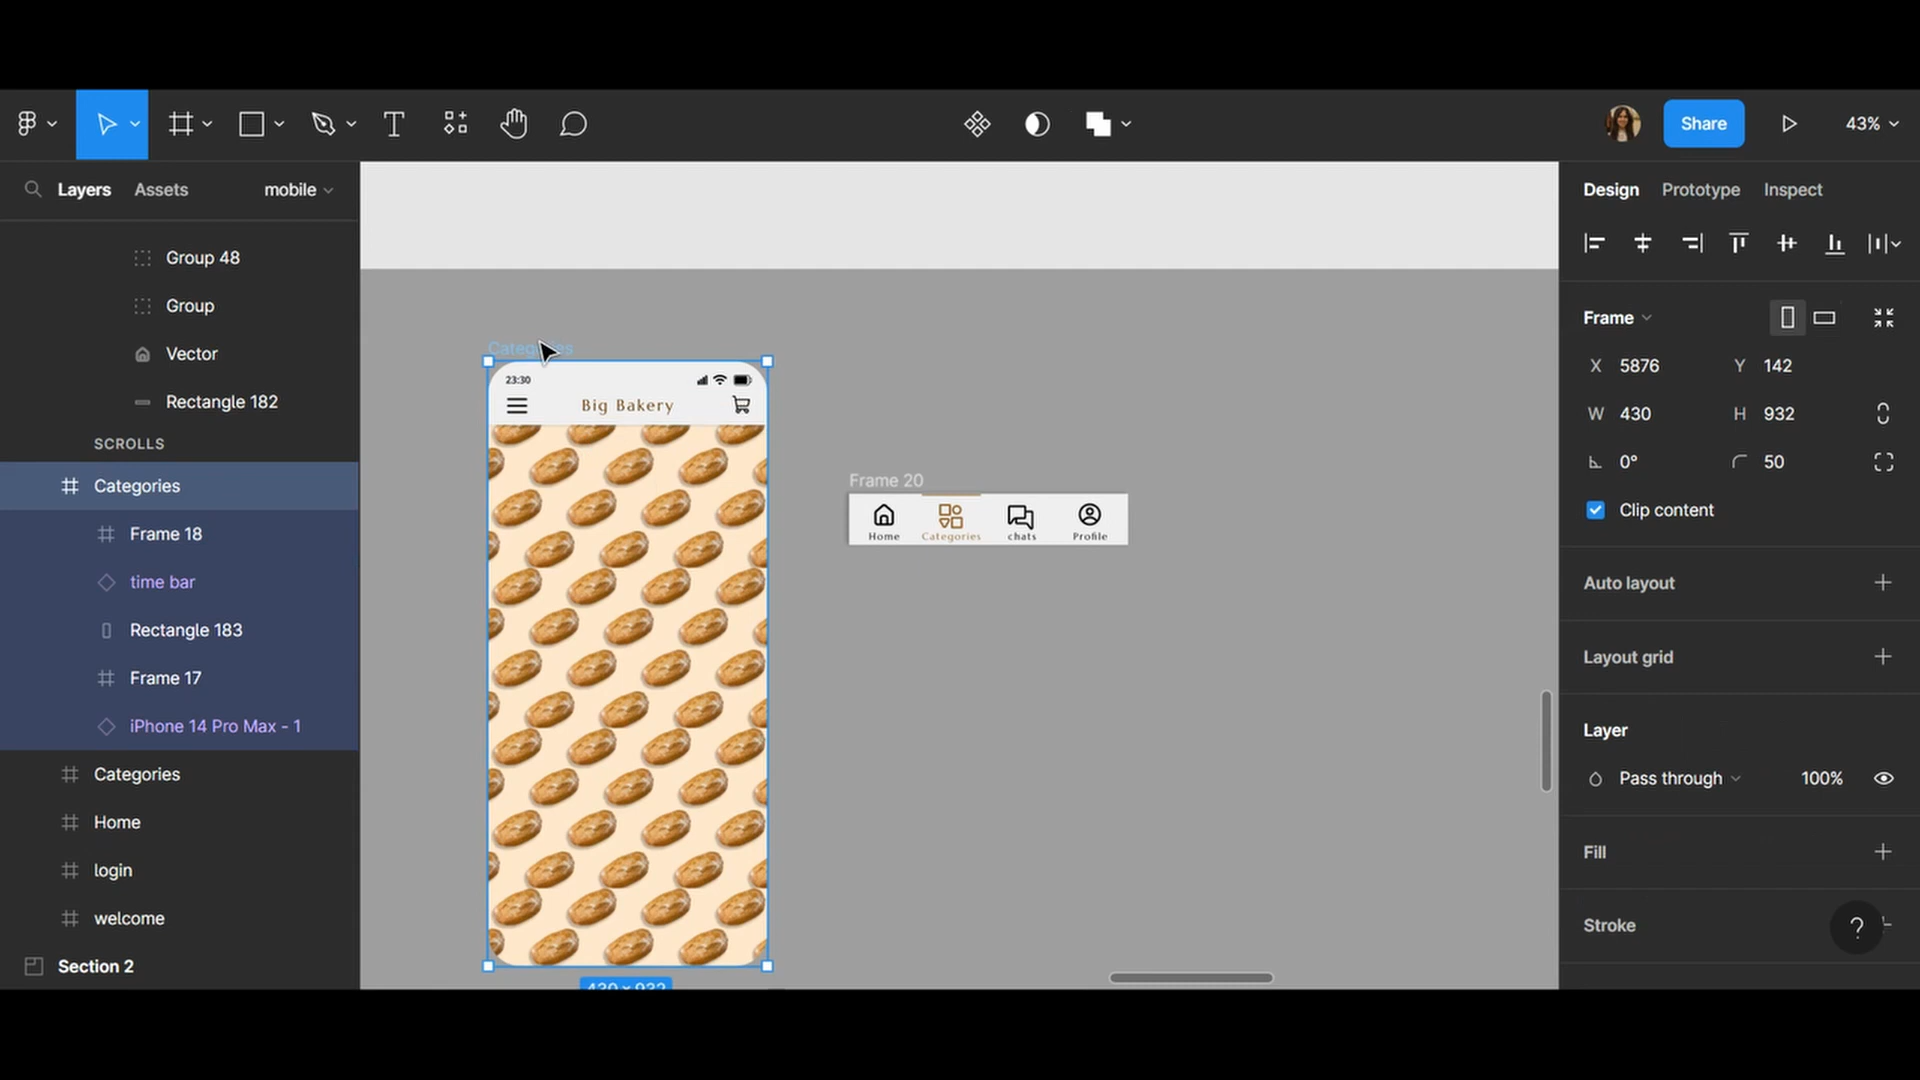 Share
43%
Layers
Assets
mobile
Group 48
Group
Vector
Rectangle 182
SCROLLS
Categories
Frame 18
time bar
Rectangle 183
Frame 17
iPhone 14 Pro Max - 1
Categories
Home
login
welcome
Section 2
Categories
23:30
Big Bakery
430 × 932
Frame 20
Home
Categories
chats
Profile
Design
Prototype
Inspect
Frame
X 5876
Y 142
W 430
H 932
0°
50
Clip content
Auto layout
Layout grid
Layer
Pass through
100%
Fill
Stroke
?